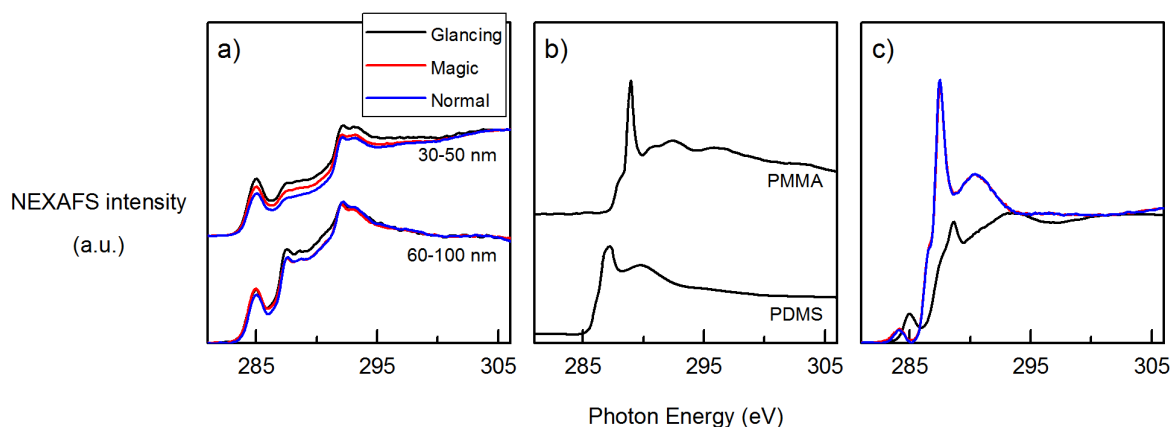 a)
Glancing
Magic
Normal
30-50 nm
60-100 nm
b)
PMMA
PDMS
c)
NEXAFS intensity
(a.u.)
285 295 305 285 295 305 285 295 305
Photon Energy (eV)